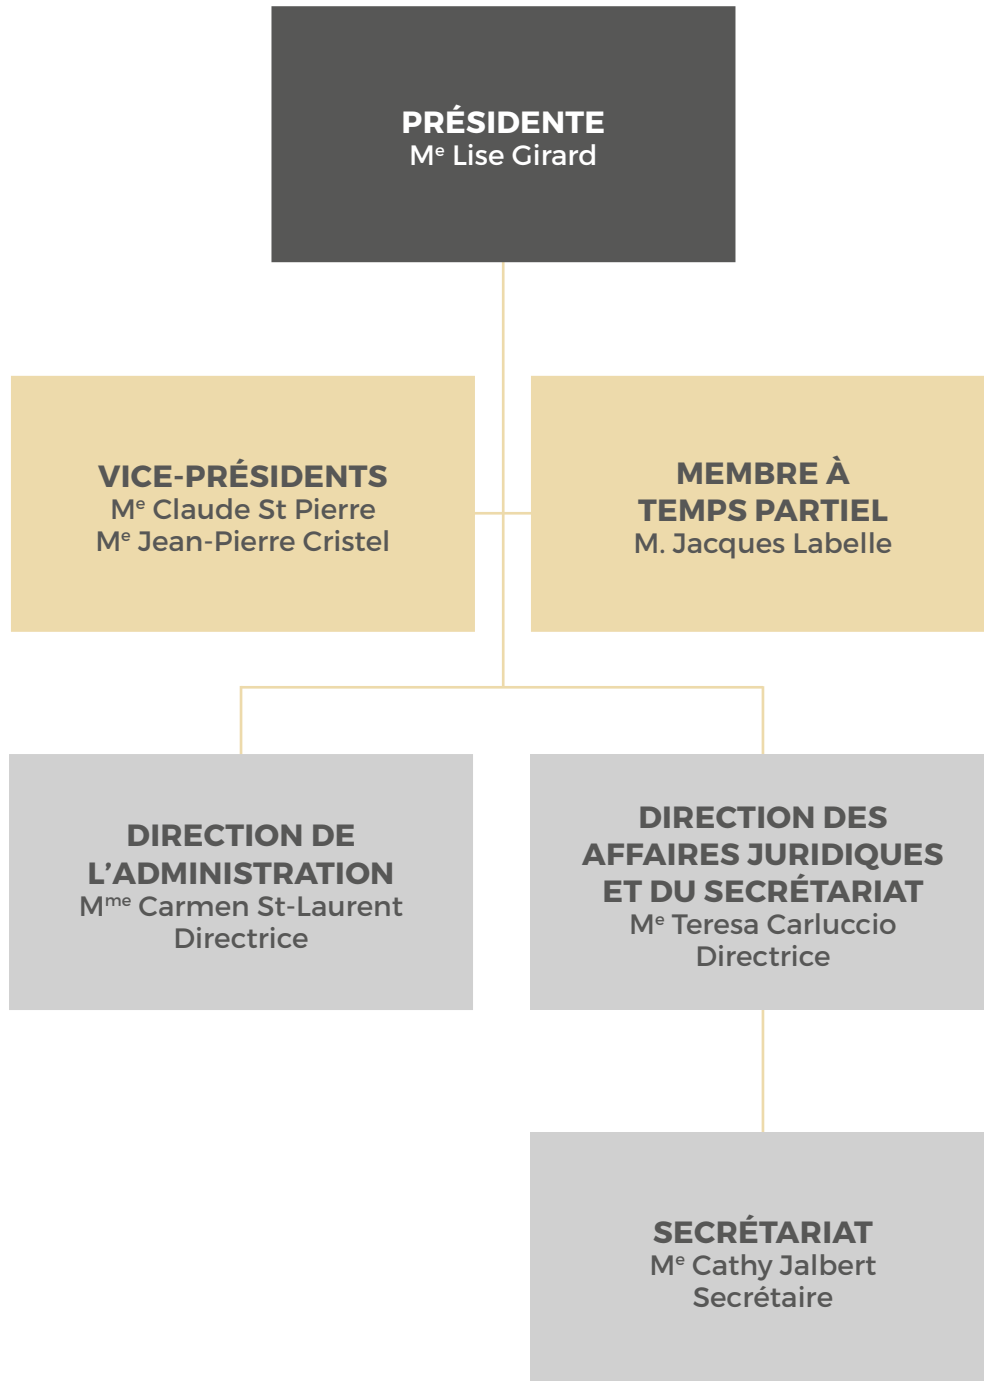 PRÉSIDENTE
Mᵉ Lise Girard
VICE-PRÉSIDENTS
Mᵉ Claude St Pierre
Mᵉ Jean-Pierre Cristel
MEMBRE À
TEMPS PARTIEL
M. Jacques Labelle
DIRECTION DE
L’ADMINISTRATION
Mᵐᵉ Carmen St-Laurent
Directrice
DIRECTION DES
AFFAIRES JURIDIQUES
ET DU SECRÉTARIAT
Mᵉ Teresa Carluccio
Directrice
SECRÉTARIAT
Mᵉ Cathy Jalbert
Secrétaire